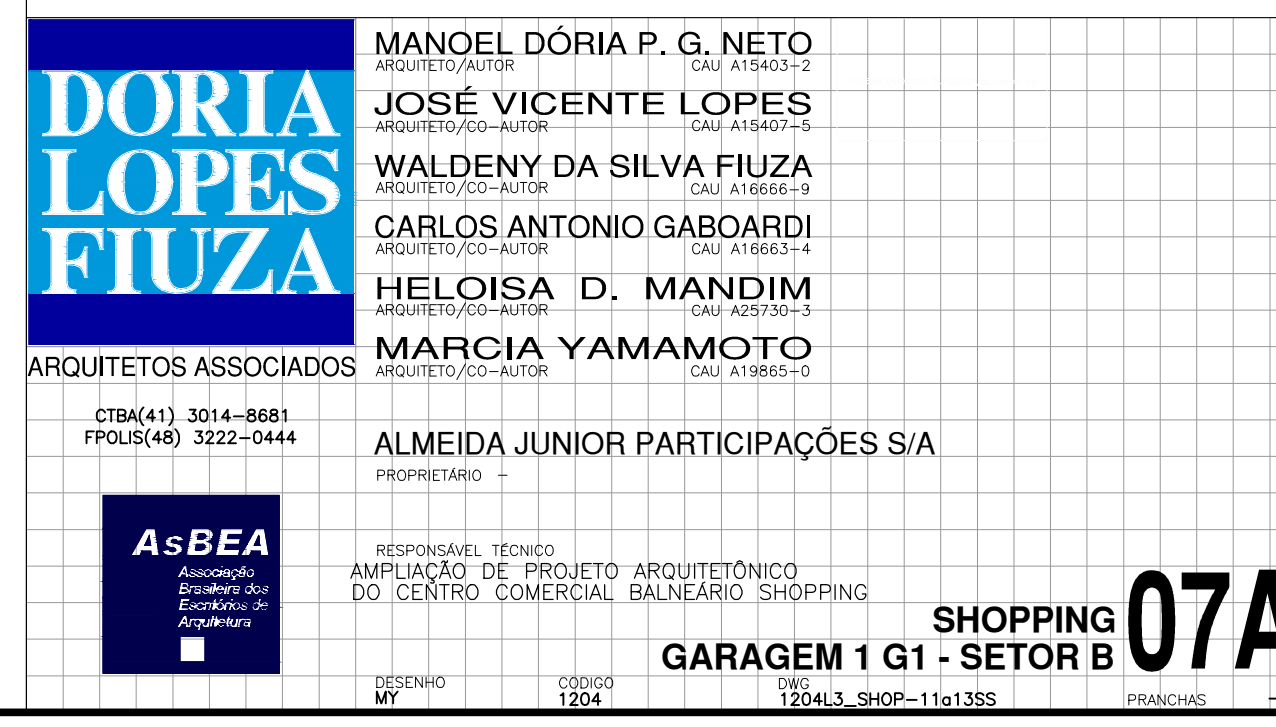 DORIA
LOPES
FIUZA
ARQUITETOS ASSOCIADOS
CTBA(41) 3014-8681
FPOLIS(48) 3222-0444
AsBEA
Associação
Brasileira dos
Escritórios de
Arquitetura
MANOEL DÓRIA P. G. NETO
ARQUITETO/AUTOR CAU A15403-2
JOSÉ VICENTE LOPES
ARQUITETO/CO-AUTOR CAU A15407-5
WALDENY DA SILVA FIUZA
ARQUITETO/CO-AUTOR CAU A16666-9
CARLOS ANTONIO GABOARDI
ARQUITETO/CO-AUTOR CAU A16663-4
HELOISA D. MANDIM
ARQUITETO/CO-AUTOR CAU A25730-3
MARCIA YAMAMOTO
ARQUITETO/CO-AUTOR CAU A19865-0
ALMEIDA JUNIOR PARTICIPAÇÕES S/A
PROPRIETÁRIO -
RESPONSÁVEL TÉCNICO
AMPLIAÇÃO DE PROJETO ARQUITETÔNICO
DO CENTRO COMERCIAL BALNEÁRIO SHOPPING
SHOPPING
GARAGEM 1 G1 - SETOR B
07A
DESENHO CODIGO DWG
MY 1204 1204L3_SHOP-11a13SS
PRANCHAS -